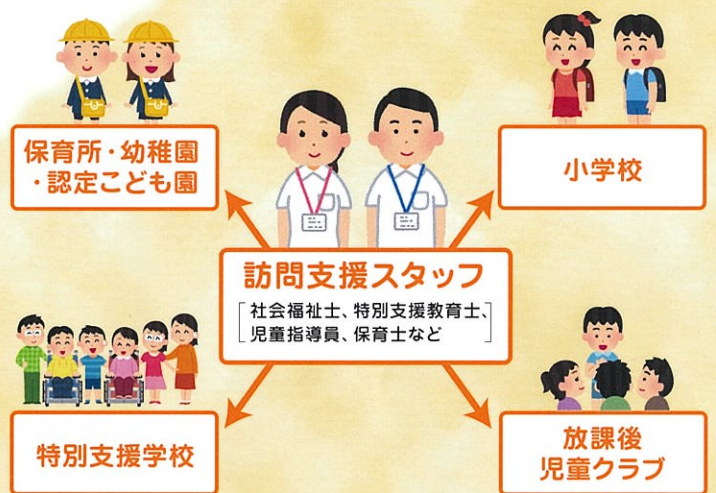 保育所・幼稚園
・認定こども園
小学校
訪問支援スタッフ
社会福祉士、特別支援教育士、
児童指導員、保育士など
特別支援学校
放課後
児童クラブ